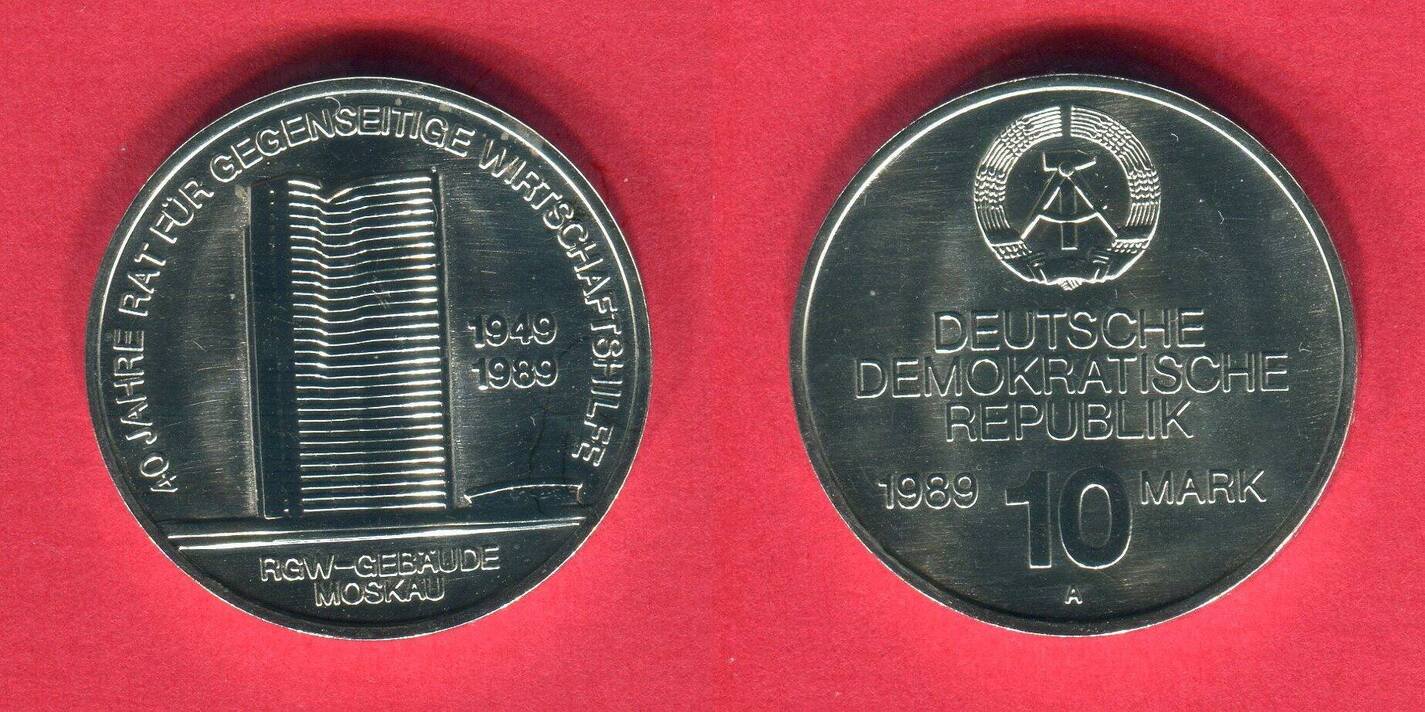 40 JAHRE RAT FÜR GEGENSEITIGE WIRTSCHAFTSHILFE
1949
1989
RGW-GEBÄUDE
MOSKAU
DEUTSCHE
DEMOKRATISCHE
REPUBLIK
1989 10 MARK
A